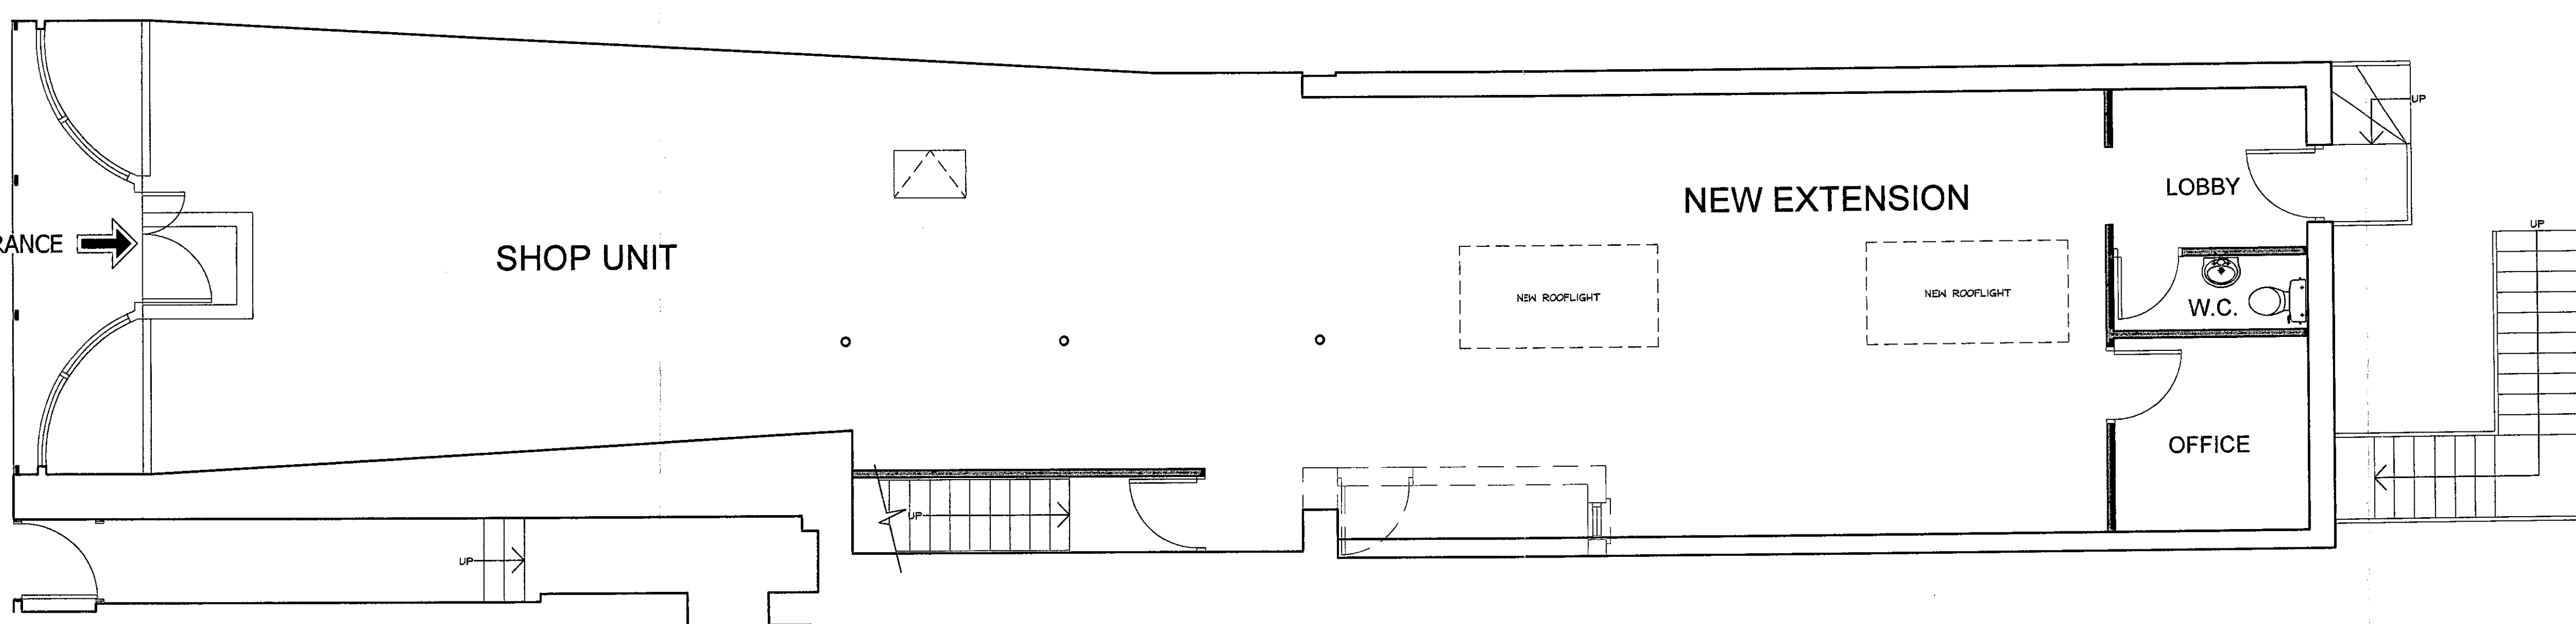 UP
NEW EXTENSION
LOBBY
UP
RANCE
SHOP UNIT
NEW ROOFLIGHT
NEW ROOFLIGHT
W.C.
OFFICE
UP
UP